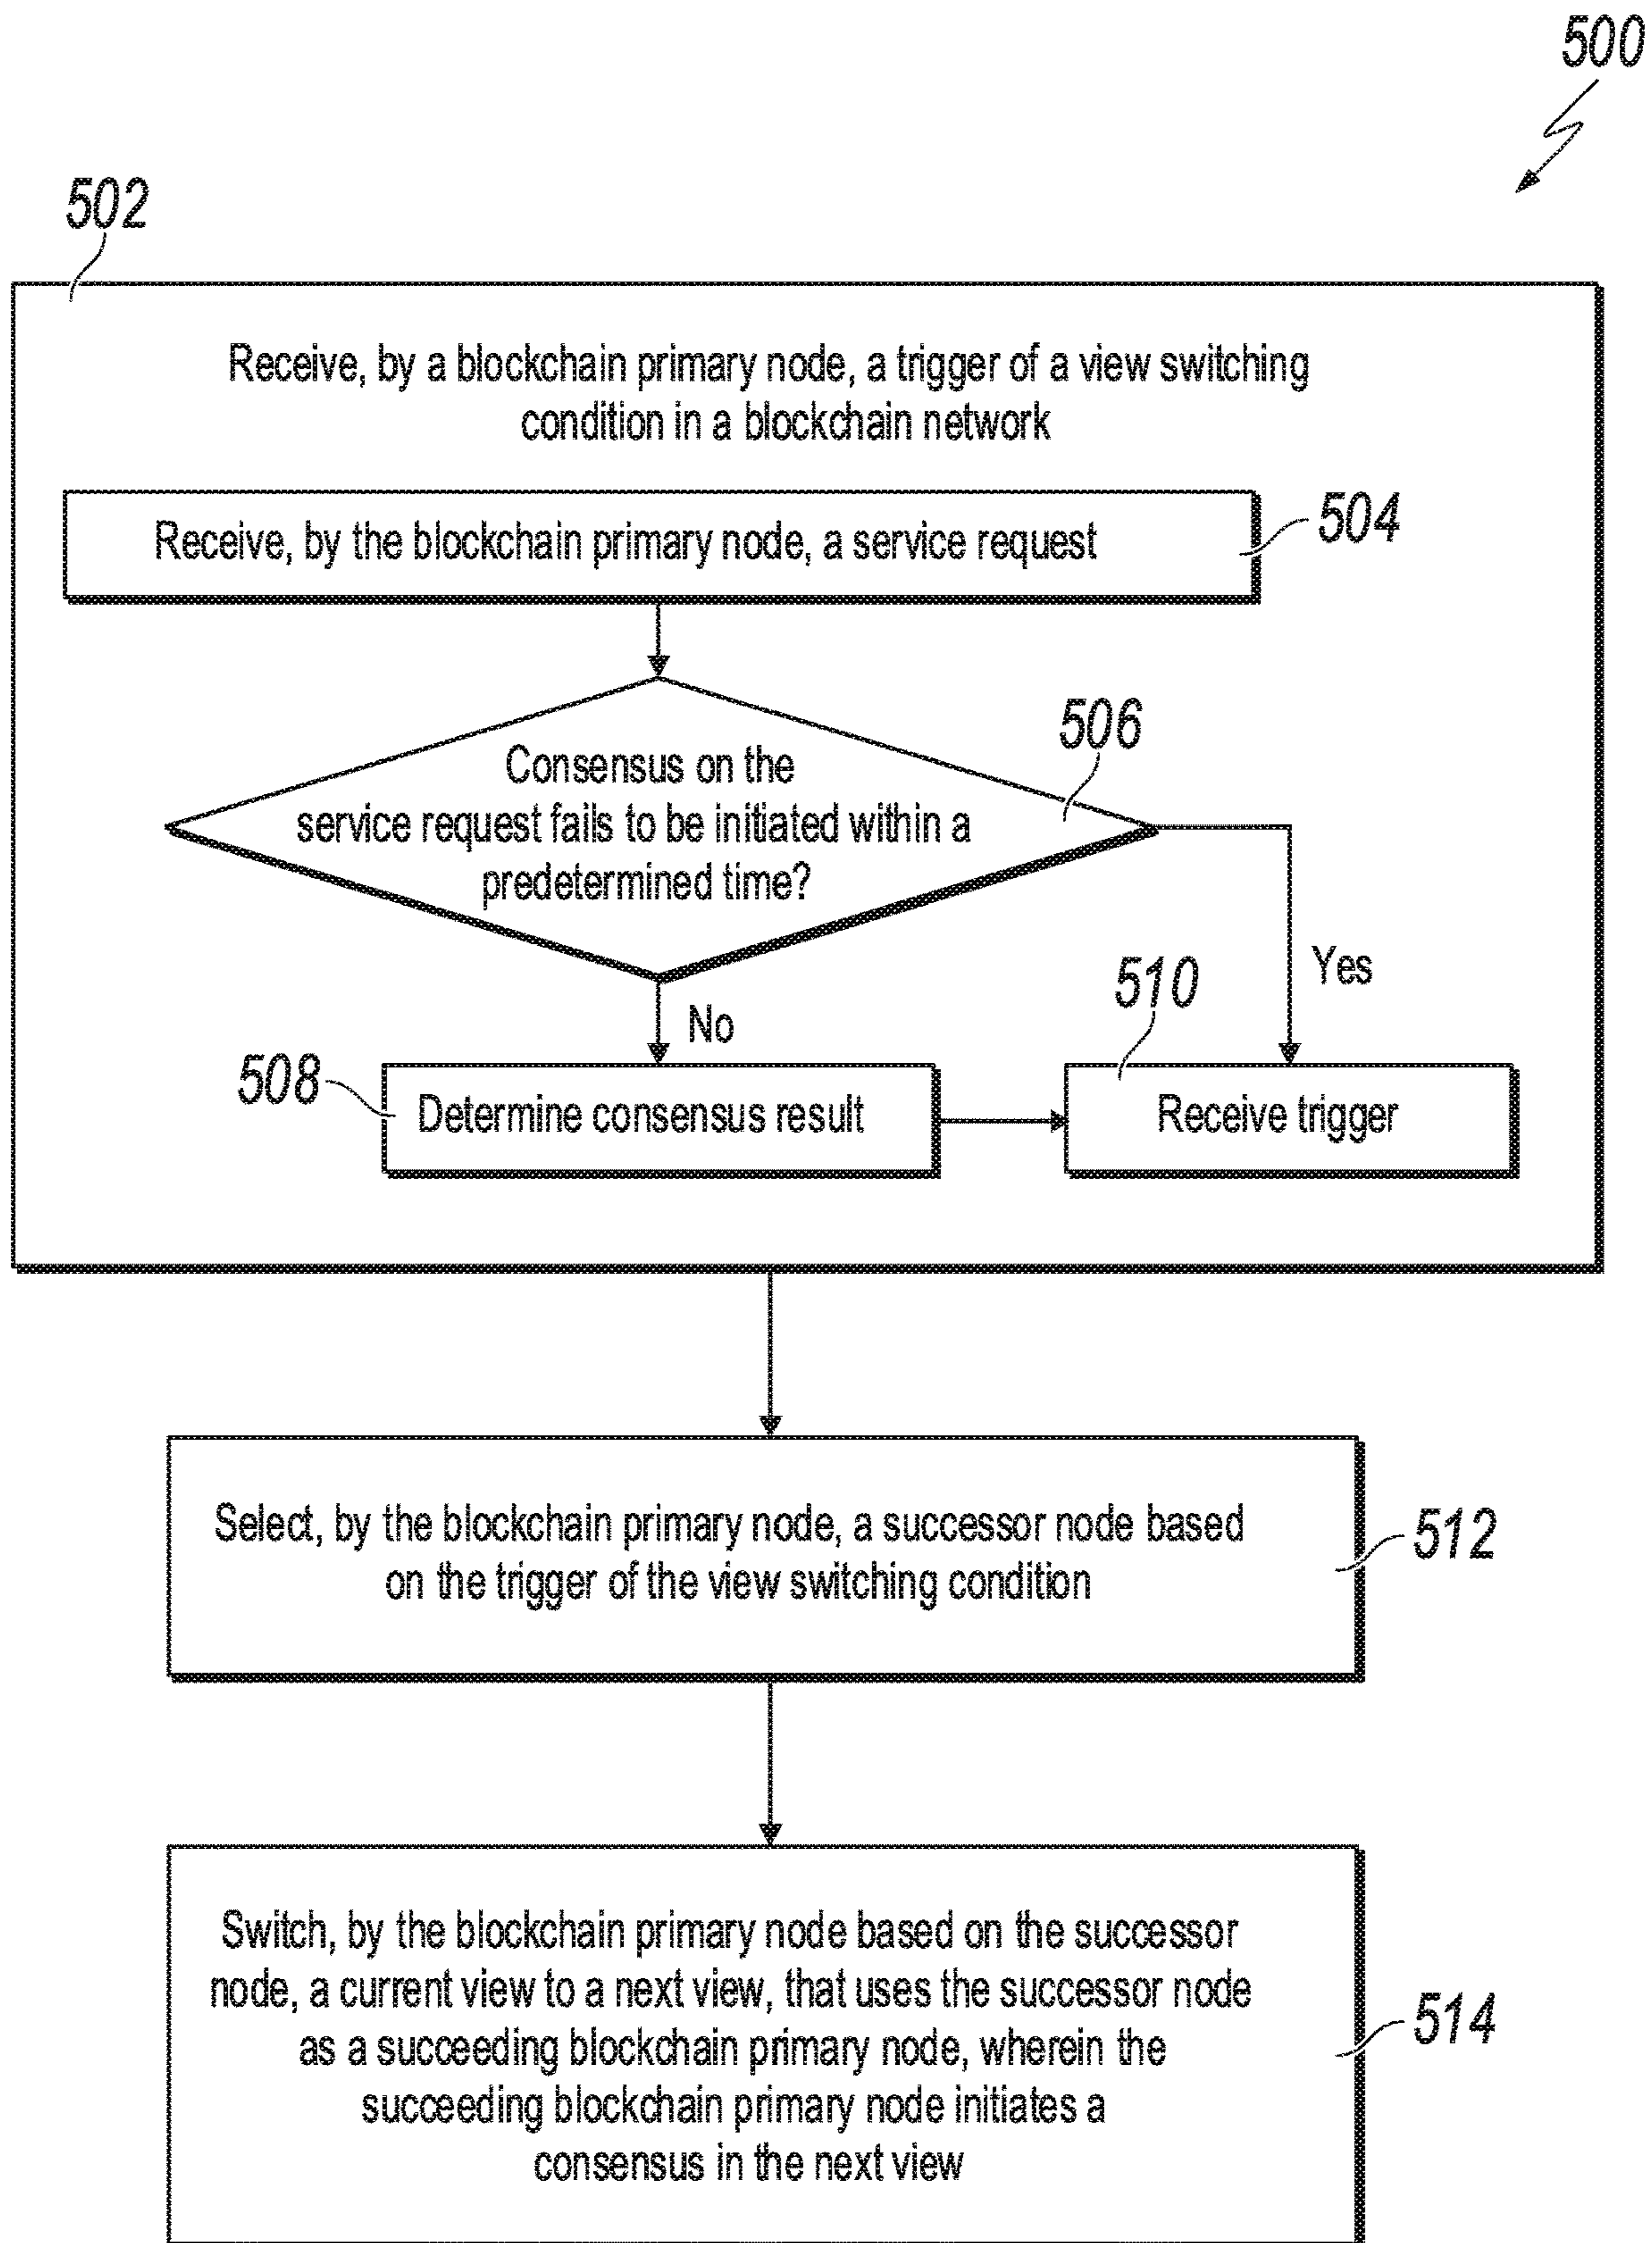 500
502
Receive, by a blockchain primary node, a trigger of a view switching
condition in a blockchain network
Receive, by the blockchain primary node, a service request
504
506
Consensus on the
service request fails to be initiated within a
predetermined time?
Yes
No
510
508
Determine consensus result
Receive trigger
Select, by the blockchain primary node, a successor node based
on the trigger of the view switching condition
512
Switch, by the blockchain primary node based on the successor
node, a current view to a next view, that uses the successor node
as a succeeding blockchain primary node, wherein the
succeeding blockchain primary node initiates a
consensus in the next view
514